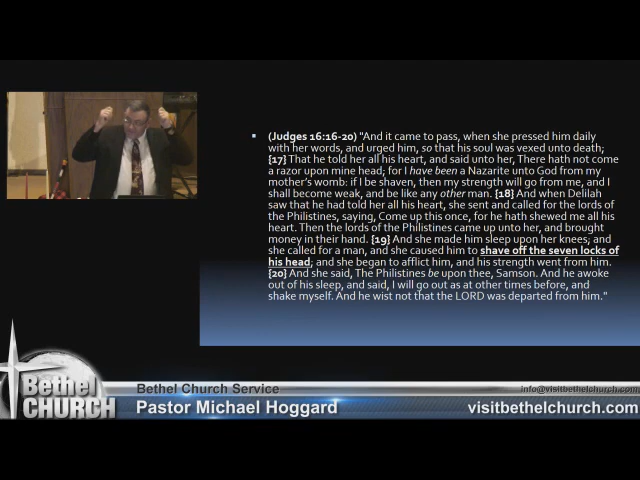 ▪ (Judges 16:16-20) "And it came to pass, when she pressed him daily
with her words, and urged him, so that his soul was vexed unto death;
{17} That he told her all his heart, and said unto her, There hath not come
a razor upon mine head; for I have been a Nazarite unto God from my
mother's womb: if I be shaven, then my strength will go from me, and I
shall become weak, and be like any other man. {18} And when Delilah
saw that he had told her all his heart, she sent and called for the lords of
the Philistines, saying, Come up this once, for he hath shewed me all his
heart. Then the lords of the Philistines came up unto her, and brought
money in their hand. {19} And she made him sleep upon her knees; and
she called for a man, and she caused him to shave off the seven locks of
his head; and she began to afflict him, and his strength went from him.
{20} And she said, The Philistines be upon thee, Samson. And he awoke
out of his sleep, and said, I will go out as at other times before, and
shake myself. And he wist not that the LORD was departed from him."
Bethel
CHURCH
Bethel Church Service
info@visitbethelchurch.com
Pastor Michael Hoggard
visitbethelchurch.com